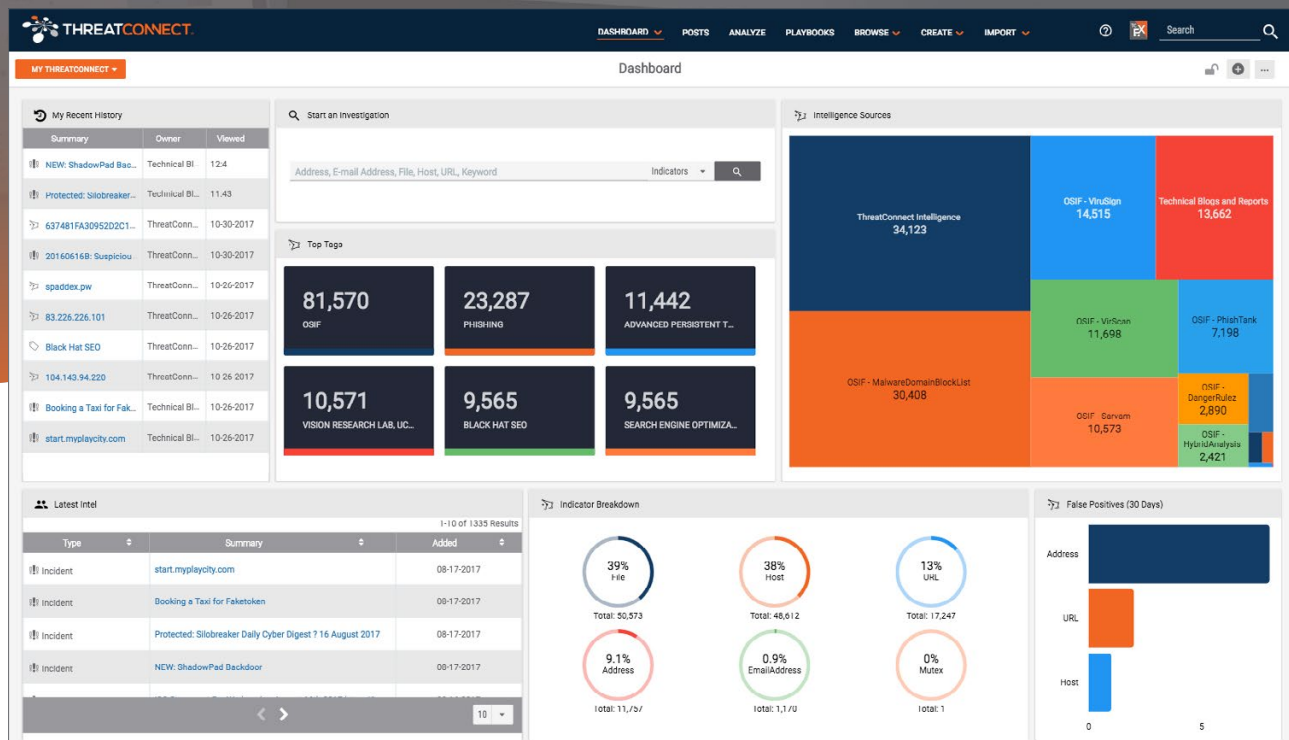 THREATCONNECT
DASHBOARD POSTS ANALYZE PLAYBOOKS BROWSE CREATE IMPORT Search
MY THREATCONNECT Dashboard
My Recent History
Summary Owner Viewed
NEW: ShadowPad Bac... Technical Bl... 12:4
Protected: Silobreaker... Technical Bl... 11:43
637481FA30952D2C1... ThreatConn... 10-30-2017
20160616B: Suspiciou ThreatConn... 10-30-2017
spaddex.pw ThreatConn... 10-26-2017
83.226.226.101 ThreatConn... 10-26-2017
Black Hat SEO ThreatConn... 10-26-2017
104.143.94.220 ThreatConn... 10 26 2017
Booking a Taxi for Fak... Technical Bl... 10-26-2017
start.myplaycity.com Technical Bl... 10-26-2017
Start an Investigation
Address, E-mail Address, File, Host, URL, Keyword Indicators
Top Tags
81,570
OSIF
23,287
PHISHING
11,442
ADVANCED PERSISTENT T...
10,571
VISION RESEARCH LAB, UC...
9,565
BLACK HAT SEO
9,565
SEARCH ENGINE OPTIMIZA...
Intelligence Sources
ThreatConnect Intelligence
34,123
OSIF - MalwareDomainBlockList
30,408
OSIF - ViruSign
14,515
Technical Blogs and Reports
13,662
OSIF - VirScan
11,698
OSIF - PhishTank
7,198
OSIF - Servam
10,573
OSIF -
DangerRulez
2,890
OSIF -
HybridAnalysis
2,421
Latest Intel
1-10 of 1335 Results
Type Summary Added
Incident start.myplaycity.com 08-17-2017
Incident Booking a Taxi for Faketoken 08-17-2017
Incident Protected: Silobreaker Daily Cyber Digest ? 16 August 2017 08-17-2017
Incident NEW: ShadowPad Backdoor 08-17-2017
10
Indicator Breakdown
39%
File
Total: 50,573
38%
Host
Total: 48,612
13%
URL
Total: 17,247
9.1%
Address
Total: 11,757
0.9%
EmailAddress
Total: 1,170
0%
Mutex
Total: 1
False Positives (30 Days)
Address
URL
Host
0 5